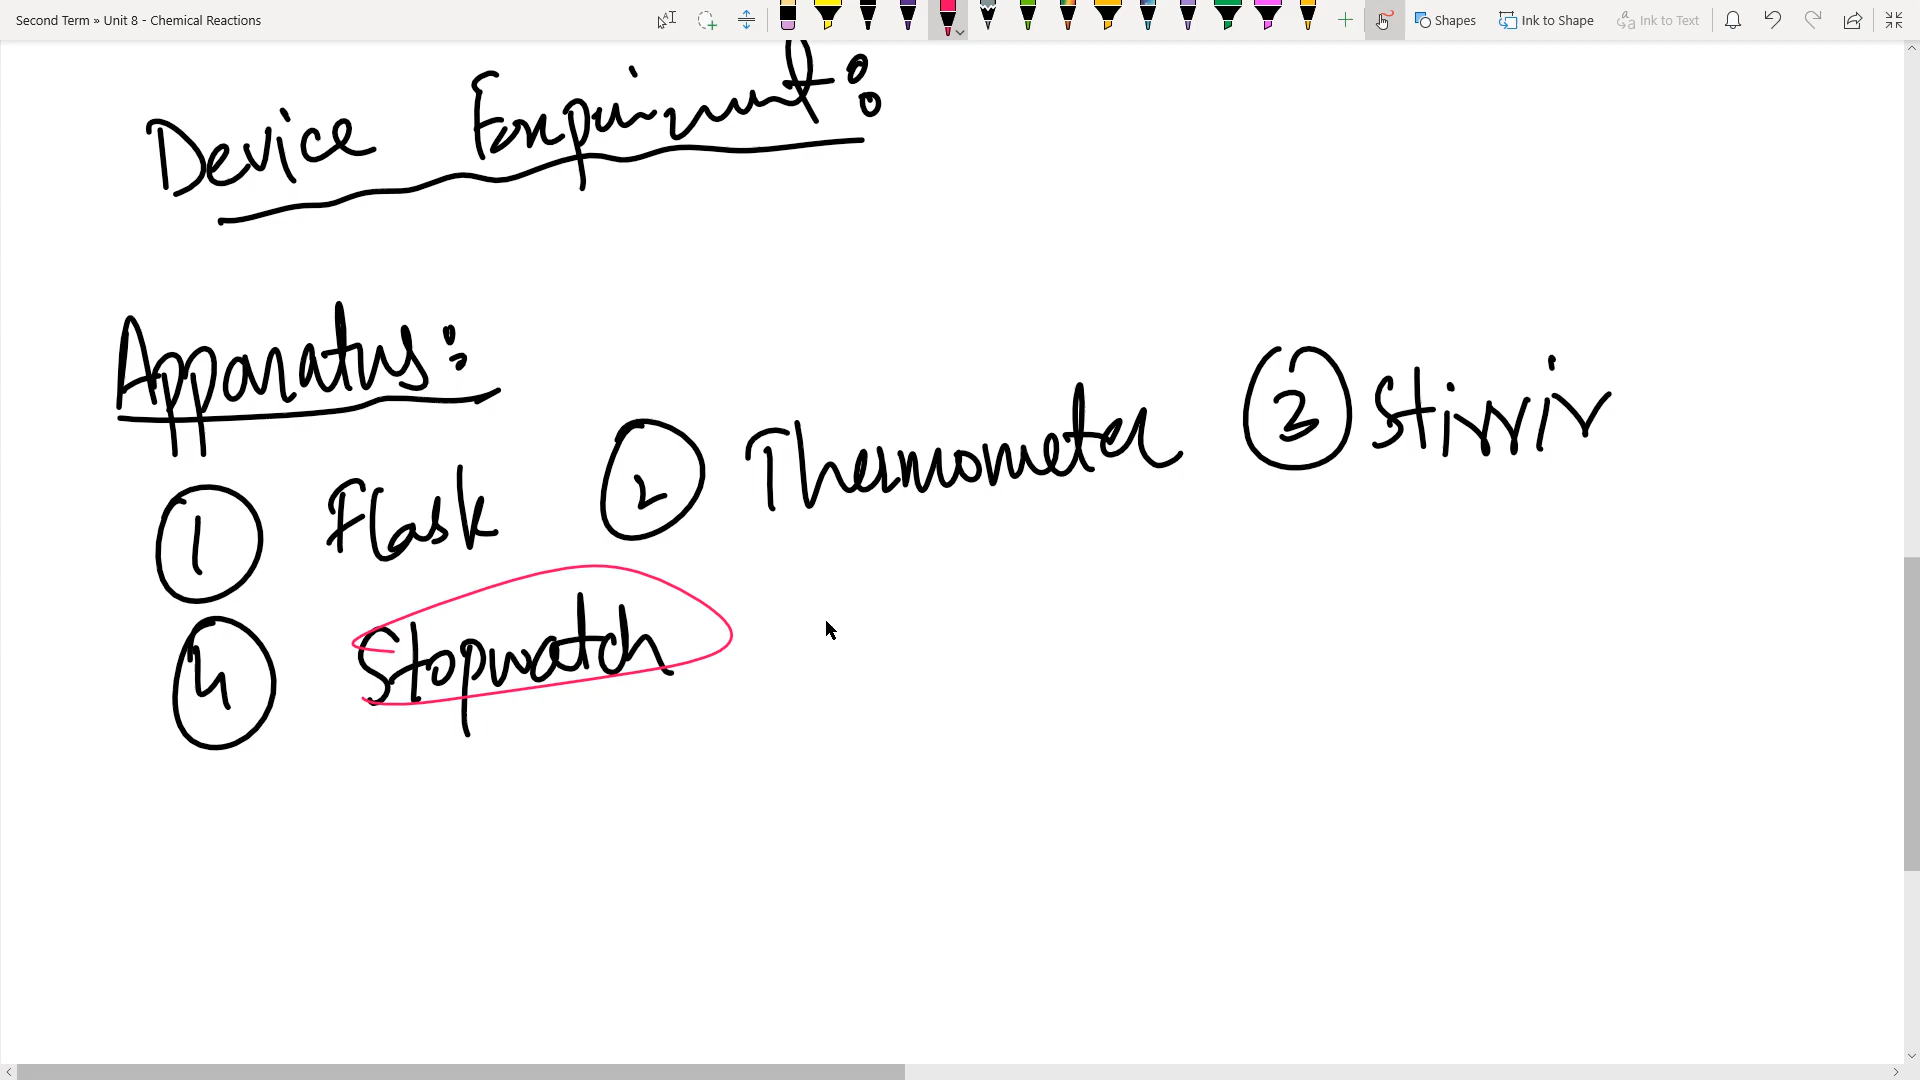 Second Term » Unit 8 - Chemical Reactions
Shapes Ink to Shape Ink to Text
Device Exnpirimunt:
Apparatus:
1 Flask 2 Thermometer 3 Stirrir
4 Stopwatch